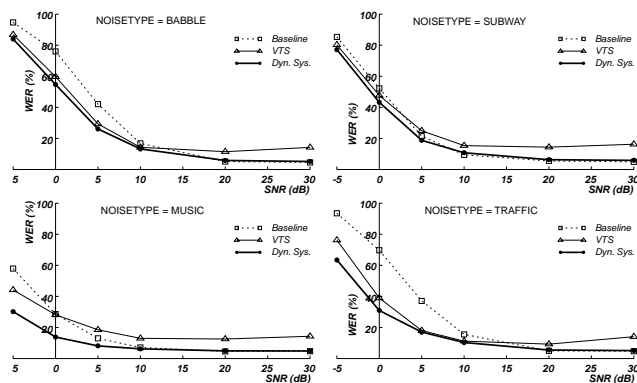 100
NOISETYPE = BABBLE
80
Baseline
VTS
60
Dyn. Sys.
WER (%)
40
20
5 0 5 10 15 20 25 30
SNR (dB)
100
NOISETYPE = SUBWAY
80
Baseline
VTS
60
Dyn. Sys.
WER (%)
40
20
-5 0 5 10 15 20 25 30
SNR (dB)
100
NOISETYPE = MUSIC
80
Baseline
VTS
60
Dyn. Sys.
WER (%)
40
20
5 0 5 10 15 20 25 30
SNR (dB)
100
NOISETYPE = TRAFFIC
80
Baseline
VTS
60
Dyn. Sys.
WER (%)
40
20
-5 0 5 10 15 20 25 30
SNR (dB)